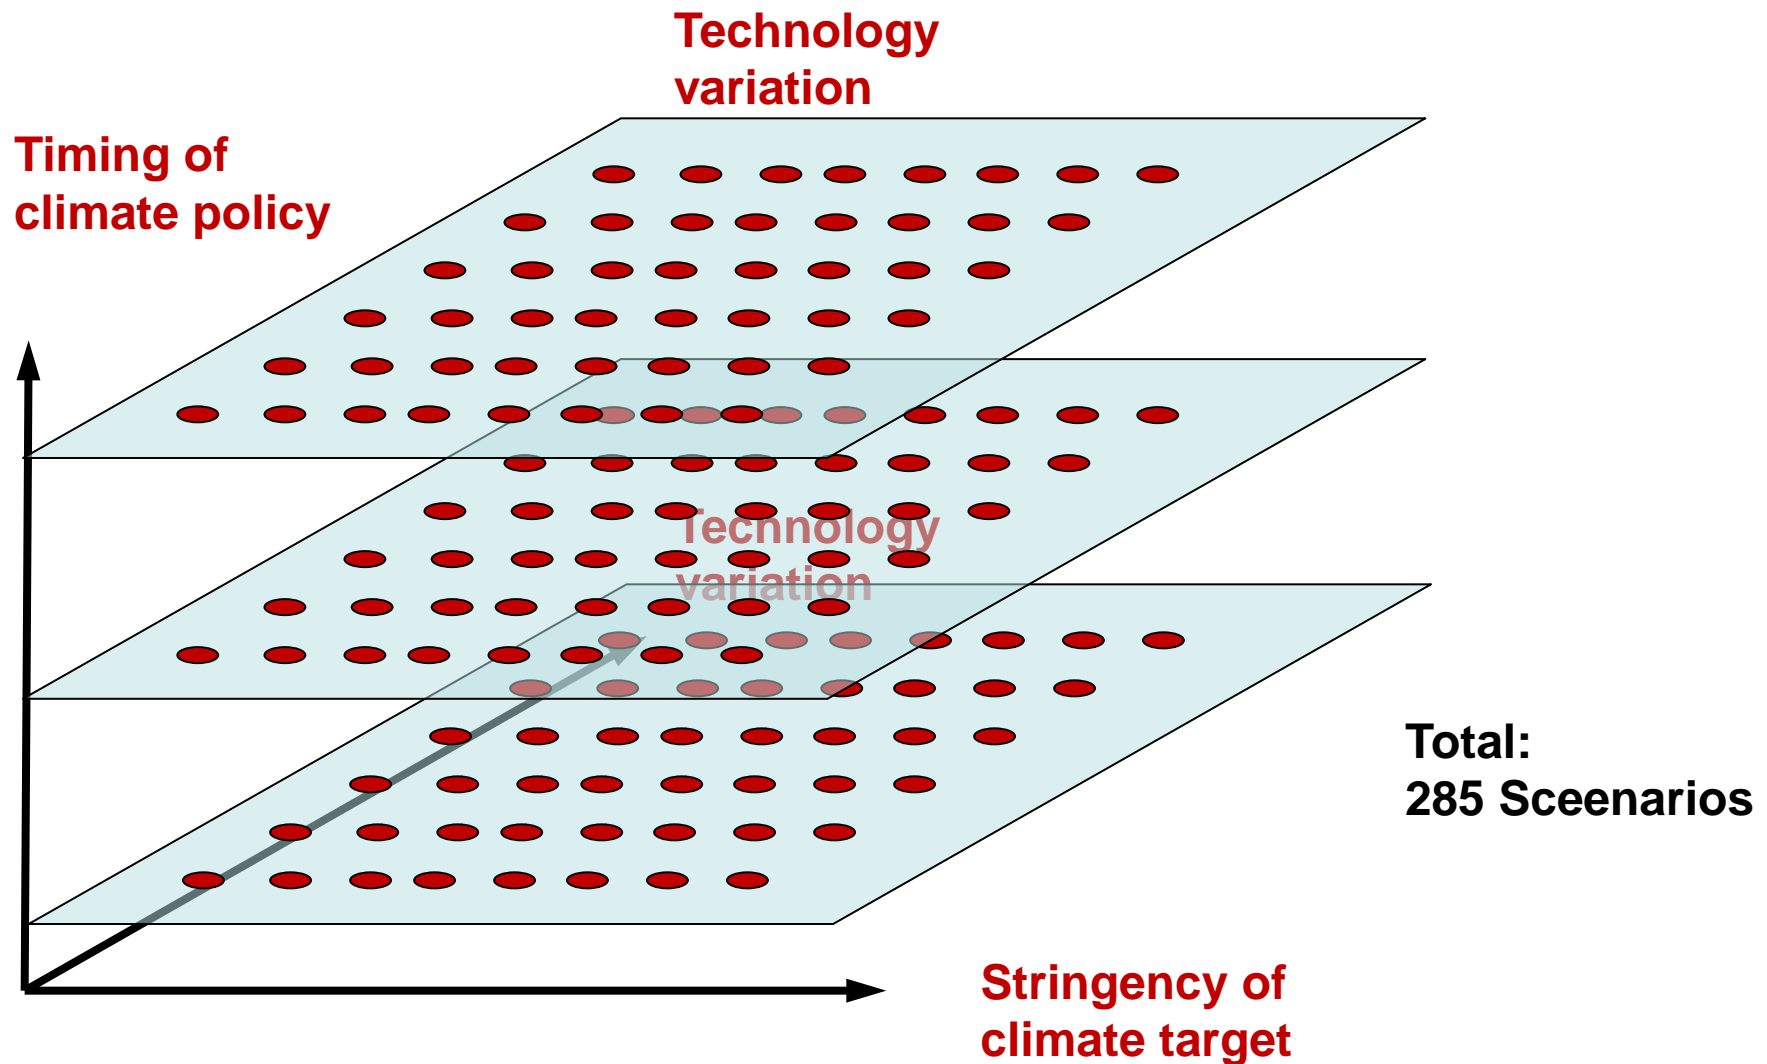 Technology
variation
Timing of
climate policy
Technology
variation
Total:
285 Sceenarios
Stringency of
climate target